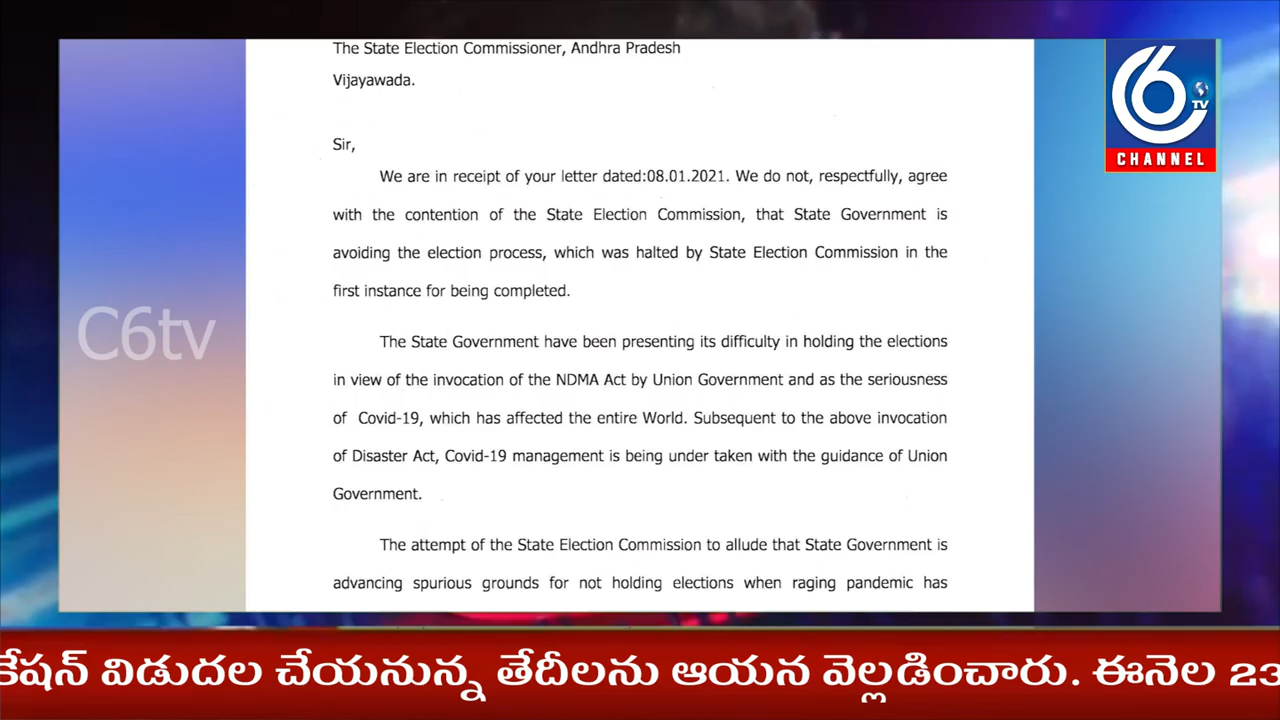 The State Election Commissioner, Andhra Pradesh
Vijayawada.
Sir,
We are in receipt of your letter dated:08.01.2021. We do not, respectfully, agree
with the contention of the State Election Commission, that State Government is
avoiding the election process, which was halted by State Election Commission in the
first instance for being completed.
The State Government have been presenting its difficulty in holding the elections
in view of the invocation of the NDMA Act by Union Government and as the seriousness
of Covid-19, which has affected the entire World. Subsequent to the above invocation
of Disaster Act, Covid-19 management is being under taken with the guidance of Union
Government.
The attempt of the State Election Commission to allude that State Government is
advancing spurious grounds for not holding elections when raging pandemic has
C6 TV
CHANNEL
C6tv
కేషన్ విడుదల చేయనున్న తేదీలను ఆయన వెల్లడించారు. ఈనెల 23